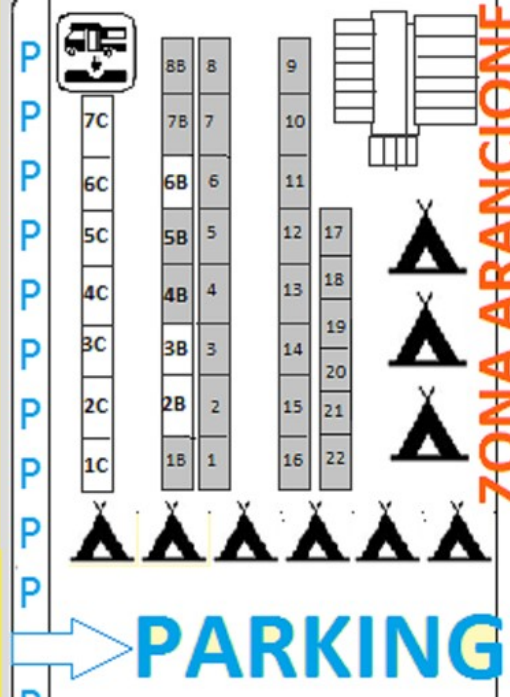 P
P
P
P
P
P
P
P
P
P
P
7C
6C
5C
4C
3C
2C
1C
8B
7B
6B
5B
4B
3B
2B
1B
8
7
6
5
4
3
2
1
9
10
11
12
13
14
15
16
17
18
19
20
21
22
ZONA ARANCIONE
PARKING